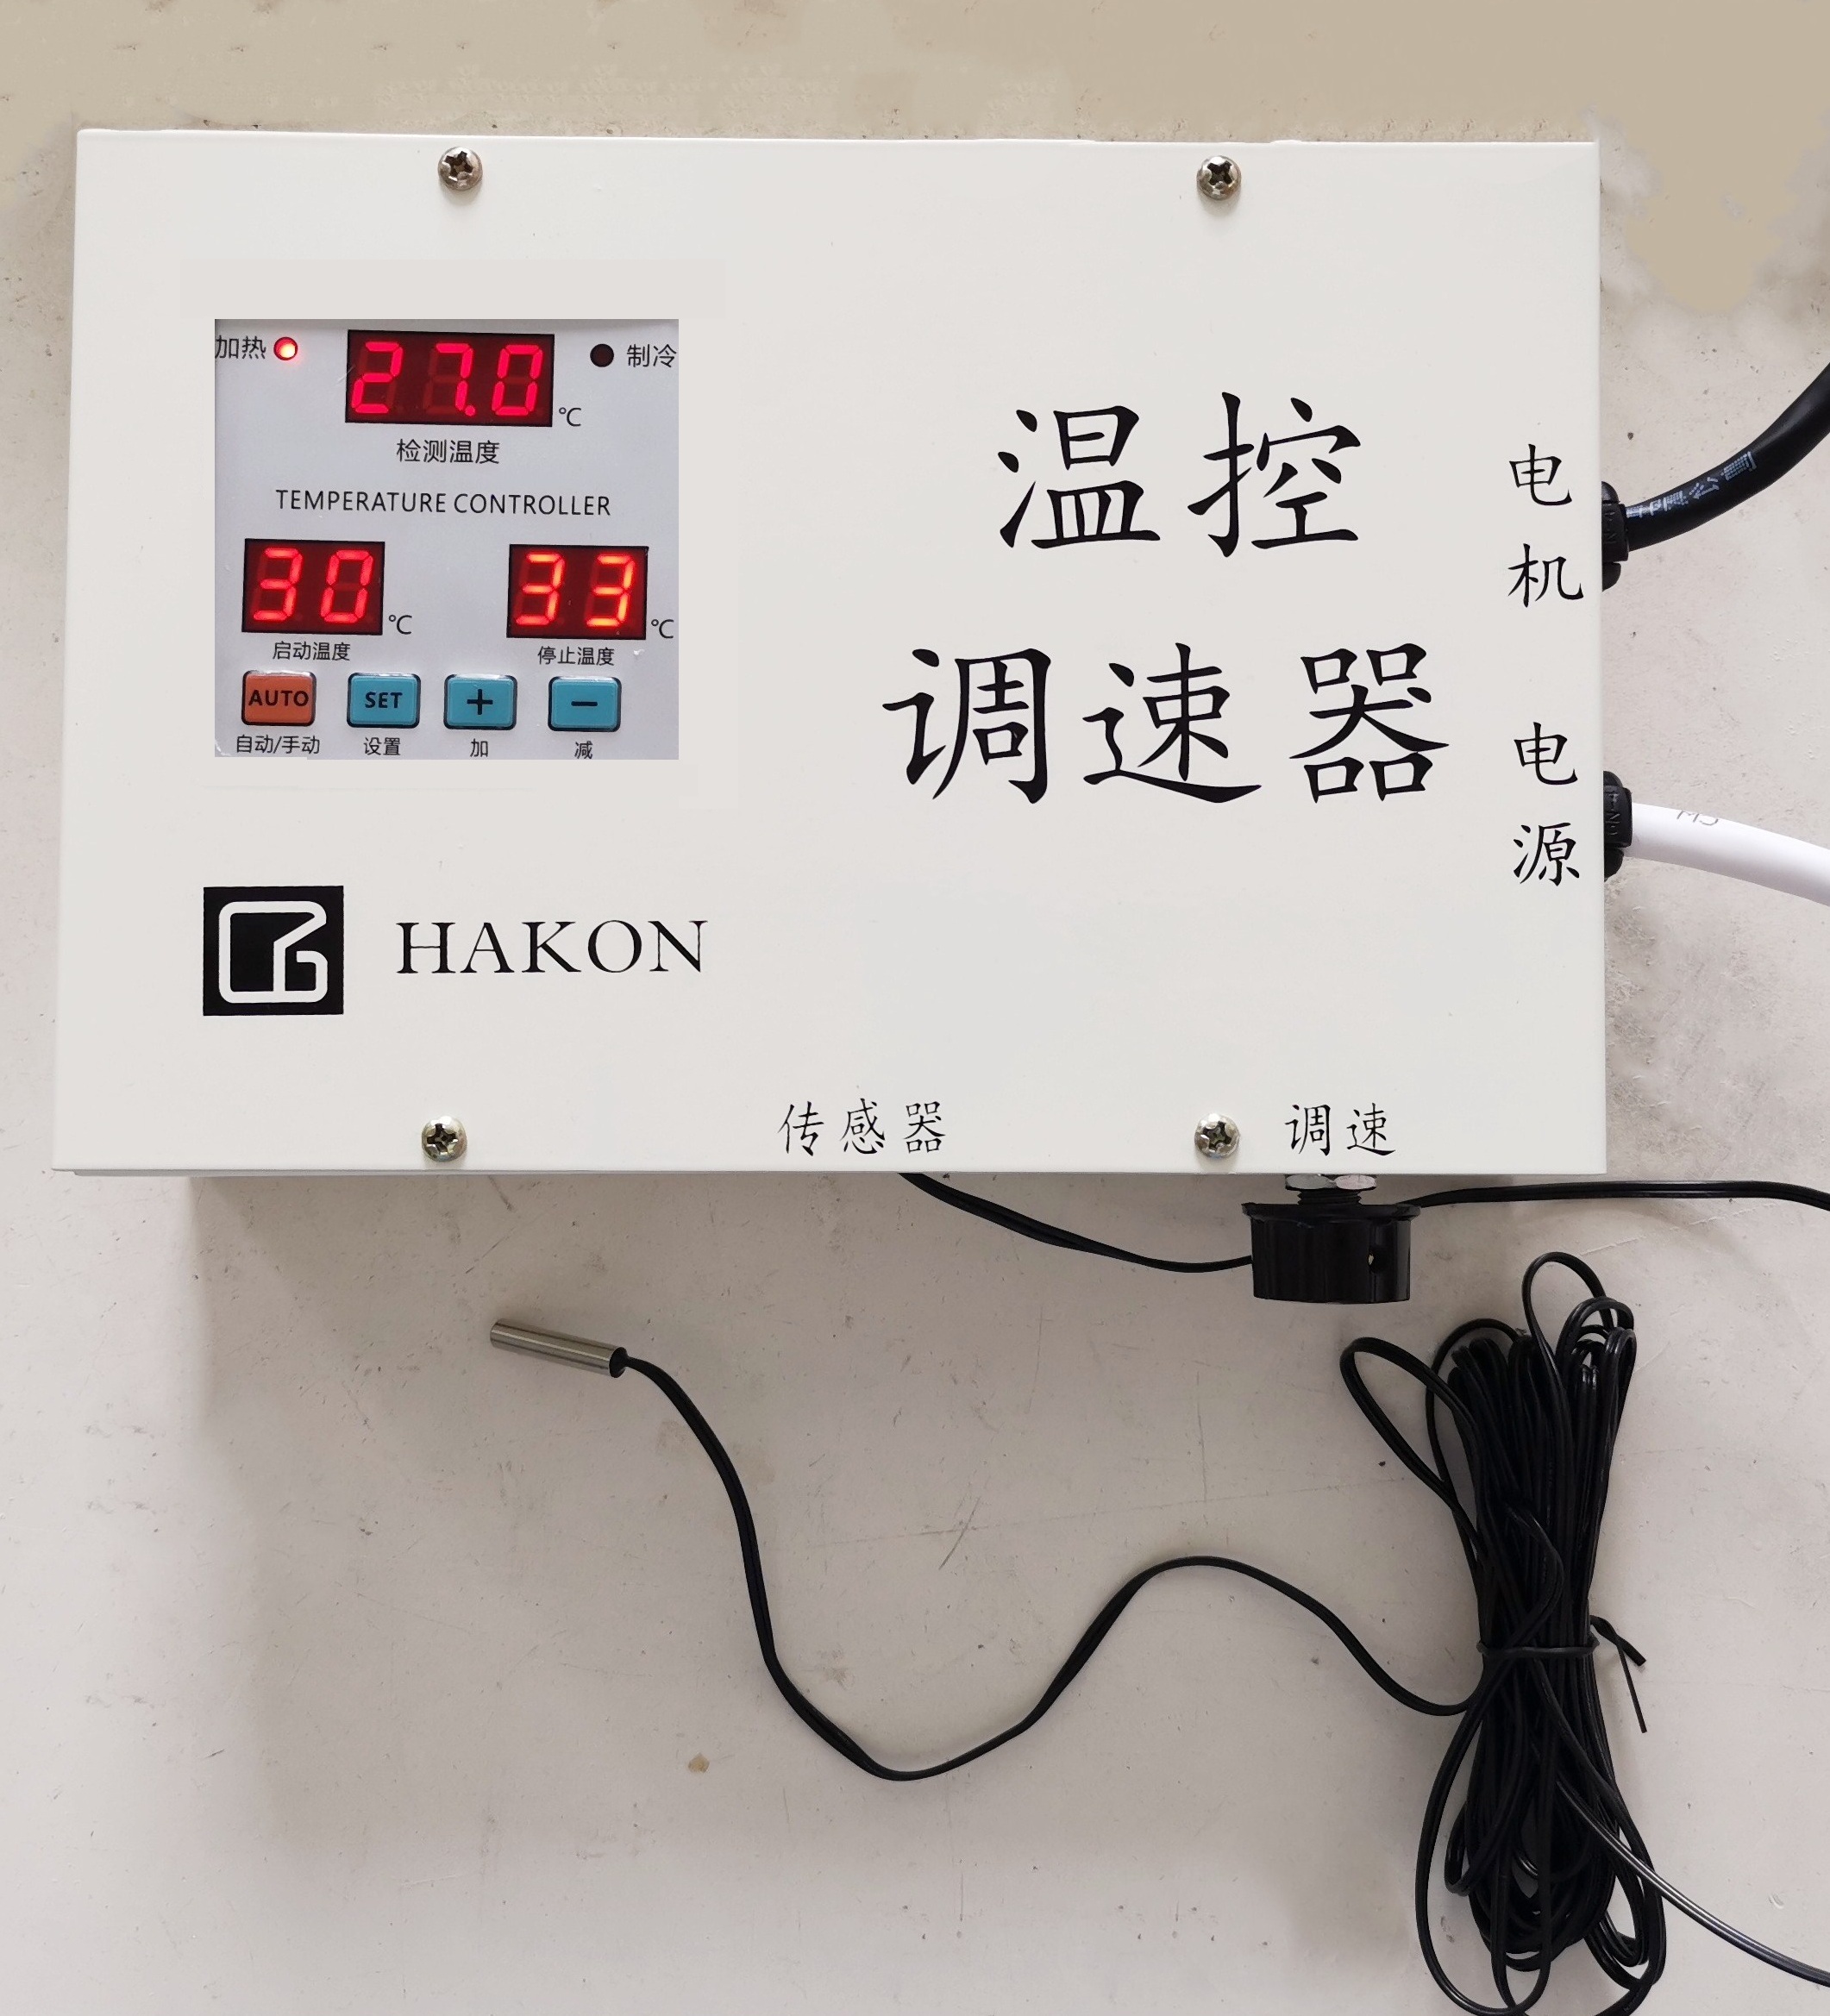 加热 27.0 ℃ 制冷
检测温度
TEMPERATURE CONTROLLER
30 ℃ 33 ℃
启动温度 停止温度
AUTO SET + −
自动/手动 设置 加 减
温控
调速器
电机
电源
HAKON
传感器 调速